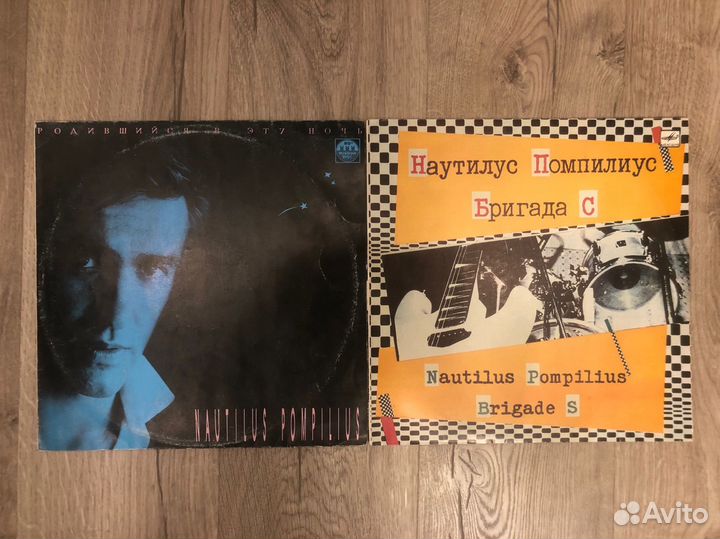 РОДИВШИЙСЯ В ЭТУ НОЧЬ
NAUTILUS POMPILIUS
Наутилус Помпилиус
Бригада С
Nautilus Pompilius
Brigade S
Avito